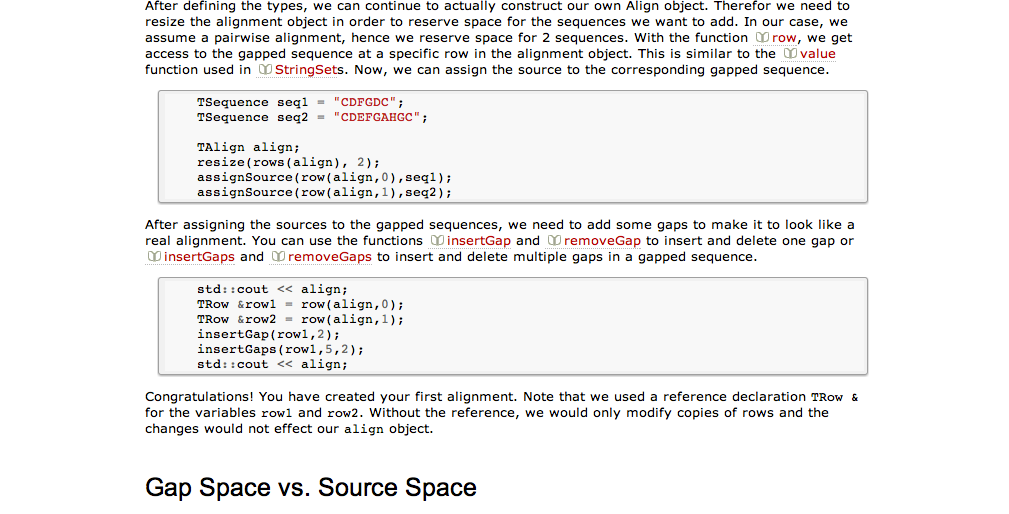 After defining the types, we can continue to actually construct our own Align object. Therefor we need to
resize the alignment object in order to reserve space for the sequences we want to add. In our case, we
assume a pairwise alignment, hence we reserve space for 2 sequences. With the function row, we get
access to the gapped sequence at a specific row in the alignment object. This is similar to the value
function used in StringSets. Now, we can assign the source to the corresponding gapped sequence.
TSequence seq1 = "CDFGDC";
TSequence seq2 = "CDEFGAHGC";
TAlign align;
resize(rows(align), 2);
assignSource(row(align,0),seq1);
assignSource(row(align,1),seq2);
After assigning the sources to the gapped sequences, we need to add some gaps to make it to look like a
real alignment. You can use the functions insertGap and removeGap to insert and delete one gap or
insertGaps and removeGaps to insert and delete multiple gaps in a gapped sequence.
std::cout << align;
TRow &row1 = row(align,0);
TRow &row2 = row(align,1);
insertGap(row1,2);
insertGaps(row1,5,2);
std::cout << align;
Congratulations! You have created your first alignment. Note that we used a reference declaration TRow &
for the variables row1 and row2. Without the reference, we would only modify copies of rows and the
changes would not effect our align object.
Gap Space vs. Source Space